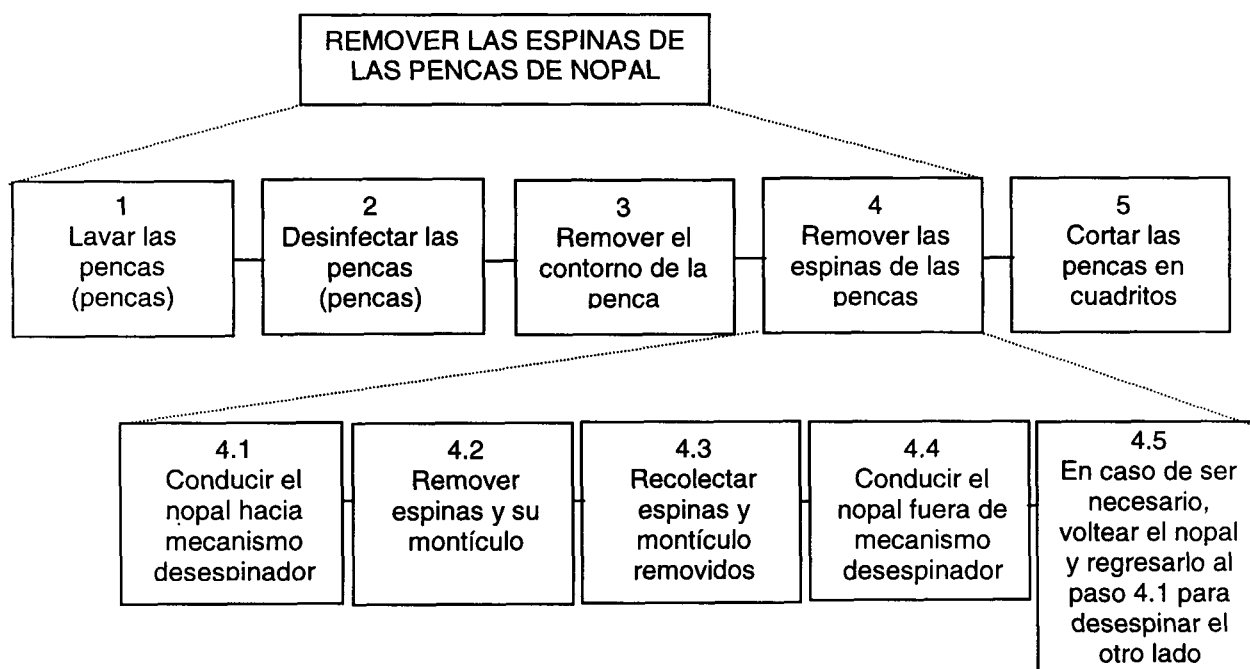 REMOVER LAS ESPINAS DE
LAS PENCAS DE NOPAL
1
Lavar las
pencas
(pencas)
2
Desinfectar las
pencas
(pencas)
3
Remover el
contorno de la
penca
4
Remover las
espinas de las
pencas
5
Cortar las
pencas en
cuadritos
4.1
Conducir el
nopal hacia
mecanismo
desespinador
4.2
Remover
espinas y su
montículo
4.3
Recolectar
espinas y
montículo
removidos
4.4
Conducir el
nopal fuera de
mecanismo
desespinador
4.5
En caso de ser
necesario,
voltear el nopal
y regresarlo al
paso 4.1 para
desespinar el
otro lado